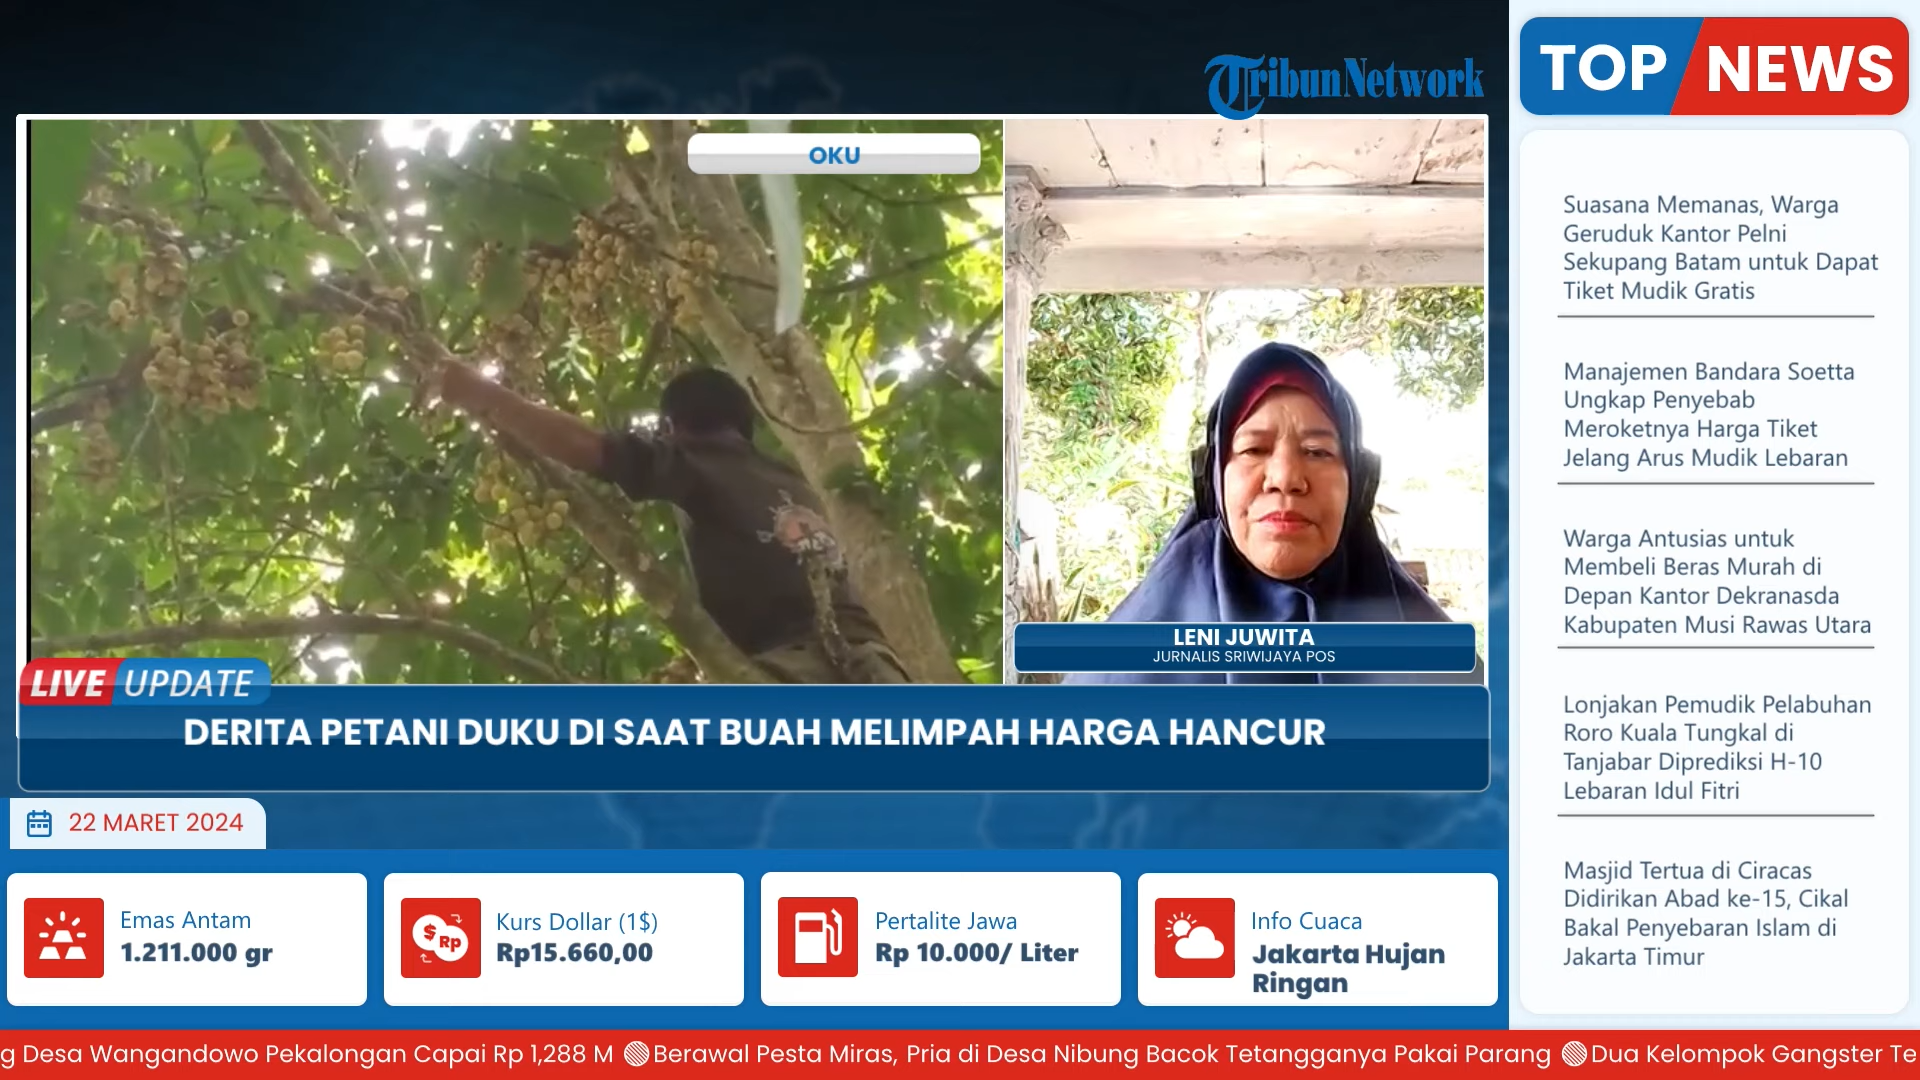 TribunNetwork
TOP NEWS
OKU
Suasana Memanas, Warga
Geruduk Kantor Pelni
Sekupang Batam untuk Dapat
Tiket Mudik Gratis
Manajemen Bandara Soetta
Ungkap Penyebab
Meroketnya Harga Tiket
Jelang Arus Mudik Lebaran
Warga Antusias untuk
Membeli Beras Murah di
Depan Kantor Dekranasda
Kabupaten Musi Rawas Utara
Lonjakan Pemudik Pelabuhan
Roro Kuala Tungkal di
Tanjabar Diprediksi H-10
Lebaran Idul Fitri
Masjid Tertua di Ciracas
Didirikan Abad ke-15, Cikal
Bakal Penyebaran Islam di
Jakarta Timur
LENI JUWITA
JURNALIS SRIWIJAYA POS
LIVE UPDATE
DERITA PETANI DUKU DI SAAT BUAH MELIMPAH HARGA HANCUR
22 MARET 2024
Emas Antam
1.211.000 gr
Kurs Dollar (1$)
Rp15.660,00
$ Rp
Pertalite Jawa
Rp 10.000/ Liter
Info Cuaca
Jakarta Hujan
Ringan
g Desa Wangandowo Pekalongan Capai Rp 1,288 M Berawal Pesta Miras, Pria di Desa Nibung Bacok Tetangganya Pakai Parang Dua Kelompok Gangster Te